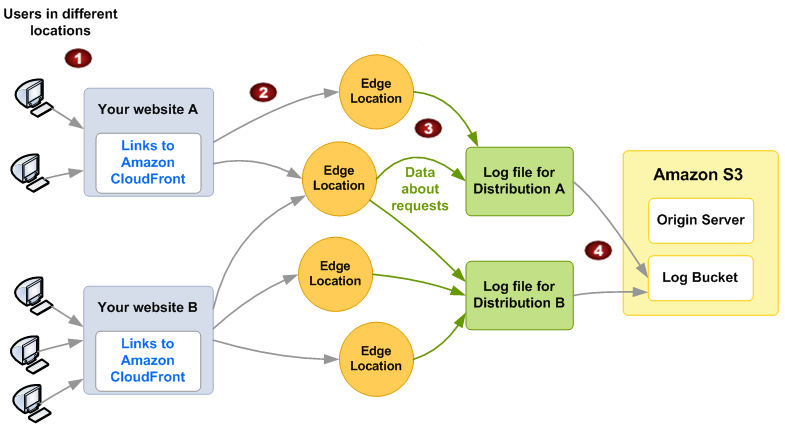 Users in different
locations
1
Your website A
Links to
Amazon
CloudFront
2
Edge
Location
3
Edge
Location
Data
about
requests
Log file for
Distribution A
Amazon S3
Origin Server
Log Bucket
4
Your website B
Links to
Amazon
CloudFront
Edge
Location
Edge
Location
Log file for
Distribution B